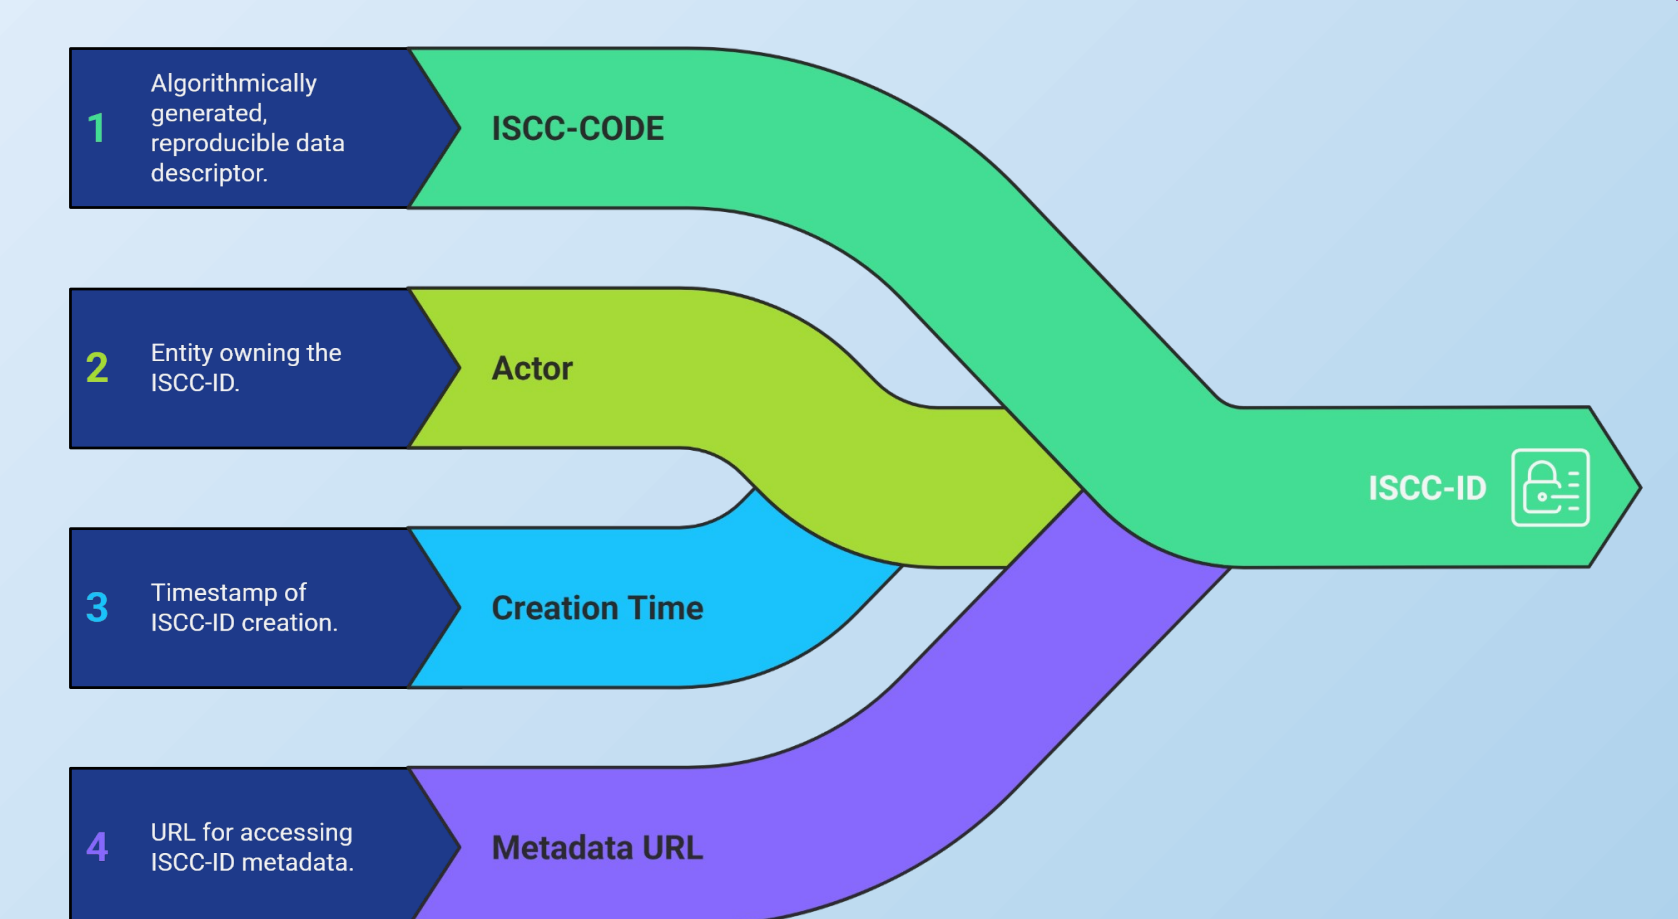 1
Algorithmically
generated,
reproducible data
descriptor.
ISCC-CODE
2
Entity owning the
ISCC-ID.
Actor
ISCC-ID
3
Timestamp of
ISCC-ID creation.
Creation Time
4
URL for accessing
ISCC-ID metadata.
Metadata URL